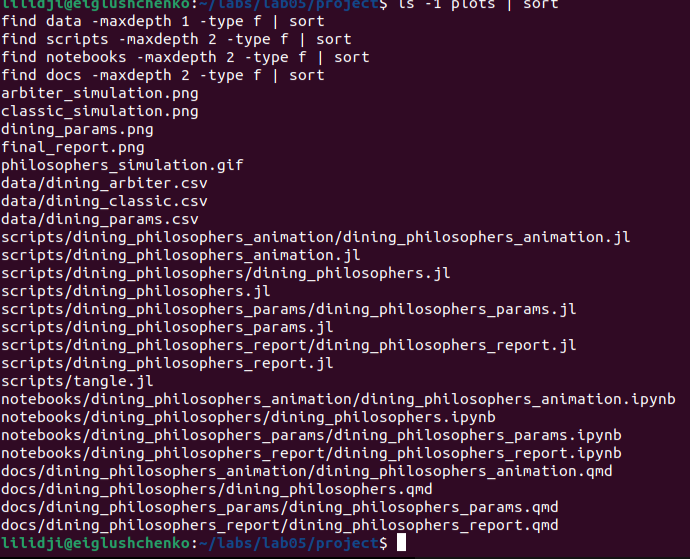 lilidji@eiglushchenko:~/labs/lab05/project$ ls -1 plots | sort
find data -maxdepth 1 -type f | sort
find scripts -maxdepth 2 -type f | sort
find notebooks -maxdepth 2 -type f | sort
find docs -maxdepth 2 -type f | sort
arbiter_simulation.png
classic_simulation.png
dining_params.png
final_report.png
philosophers_simulation.gif
data/dining_arbiter.csv
data/dining_classic.csv
data/dining_params.csv
scripts/dining_philosophers_animation/dining_philosophers_animation.jl
scripts/dining_philosophers_animation.jl
scripts/dining_philosophers/dining_philosophers.jl
scripts/dining_philosophers.jl
scripts/dining_philosophers_params/dining_philosophers_params.jl
scripts/dining_philosophers_params.jl
scripts/dining_philosophers_report/dining_philosophers_report.jl
scripts/dining_philosophers_report.jl
scripts/tangle.jl
notebooks/dining_philosophers_animation/dining_philosophers_animation.ipynb
notebooks/dining_philosophers/dining_philosophers.ipynb
notebooks/dining_philosophers_params/dining_philosophers_params.ipynb
notebooks/dining_philosophers_report/dining_philosophers_report.ipynb
docs/dining_philosophers_animation/dining_philosophers_animation.qmd
docs/dining_philosophers/dining_philosophers.qmd
docs/dining_philosophers_params/dining_philosophers_params.qmd
docs/dining_philosophers_report/dining_philosophers_report.qmd
lilidji@eiglushchenko:~/labs/lab05/project$